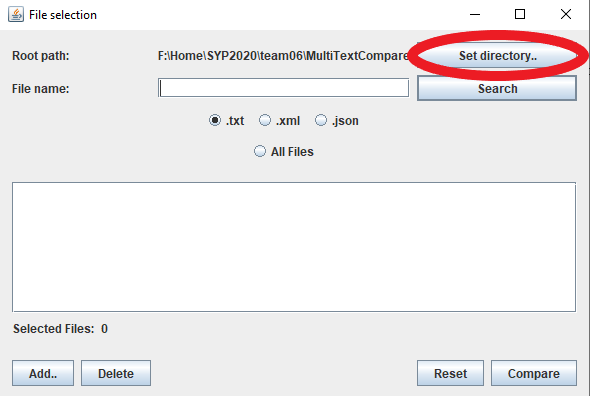 File selection
Root path: F:\Home\SYP2020\team06\MultiTextCompare Set directory..
File name: Search
.txt .xml .json
All Files
Selected Files: 0
Add.. Delete Reset Compare